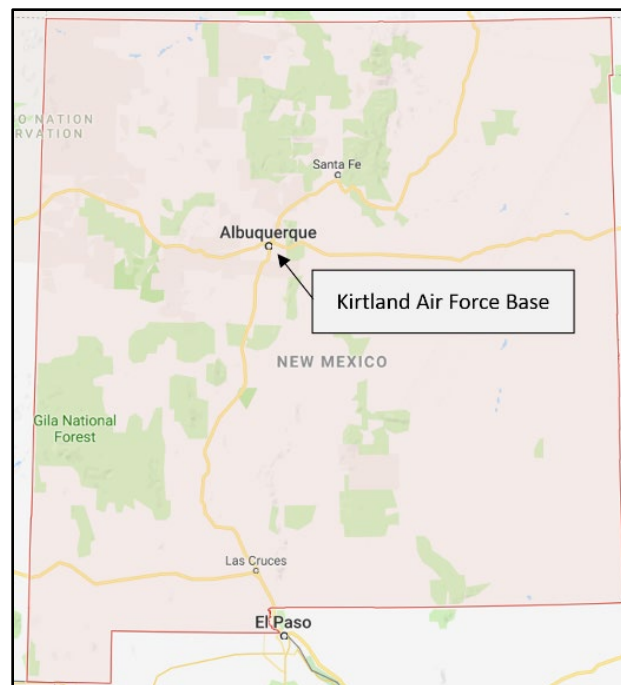 O NATION
RVATION
Santa Fe
Albuquerque
Kirtland Air Force Base
NEW MEXICO
Gila National
Forest
Las Cruces
El Paso